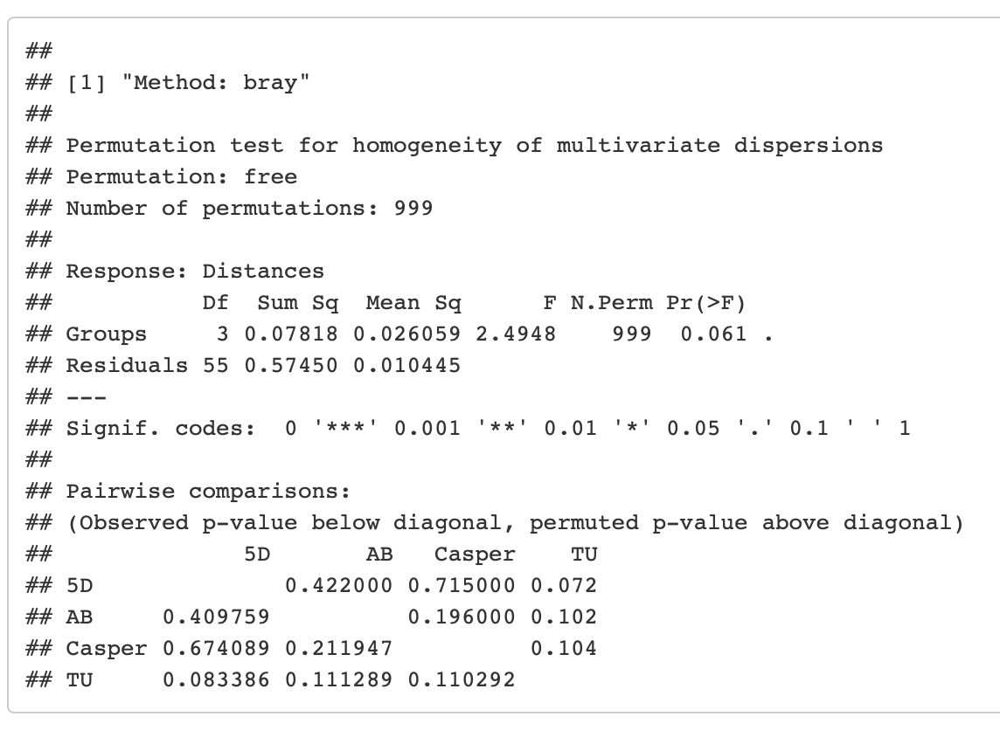 ##
## [1] "Method: bray"
##
## Permutation test for homogeneity of multivariate dispersions
## Permutation: free
## Number of permutations: 999
##
## Response: Distances
##           Df  Sum Sq  Mean Sq      F N.Perm Pr(>F)
## Groups     3 0.07818 0.026059 2.4948    999  0.061 .
## Residuals 55 0.57450 0.010445
## ---
## Signif. codes:  0 '***' 0.001 '**' 0.01 '*' 0.05 '.' 0.1 ' ' 1
##
## Pairwise comparisons:
## (Observed p-value below diagonal, permuted p-value above diagonal)
##              5D       AB   Casper    TU
## 5D              0.422000 0.715000 0.072
## AB     0.409759          0.196000 0.102
## Casper 0.674089 0.211947          0.104
## TU     0.083386 0.111289 0.110292